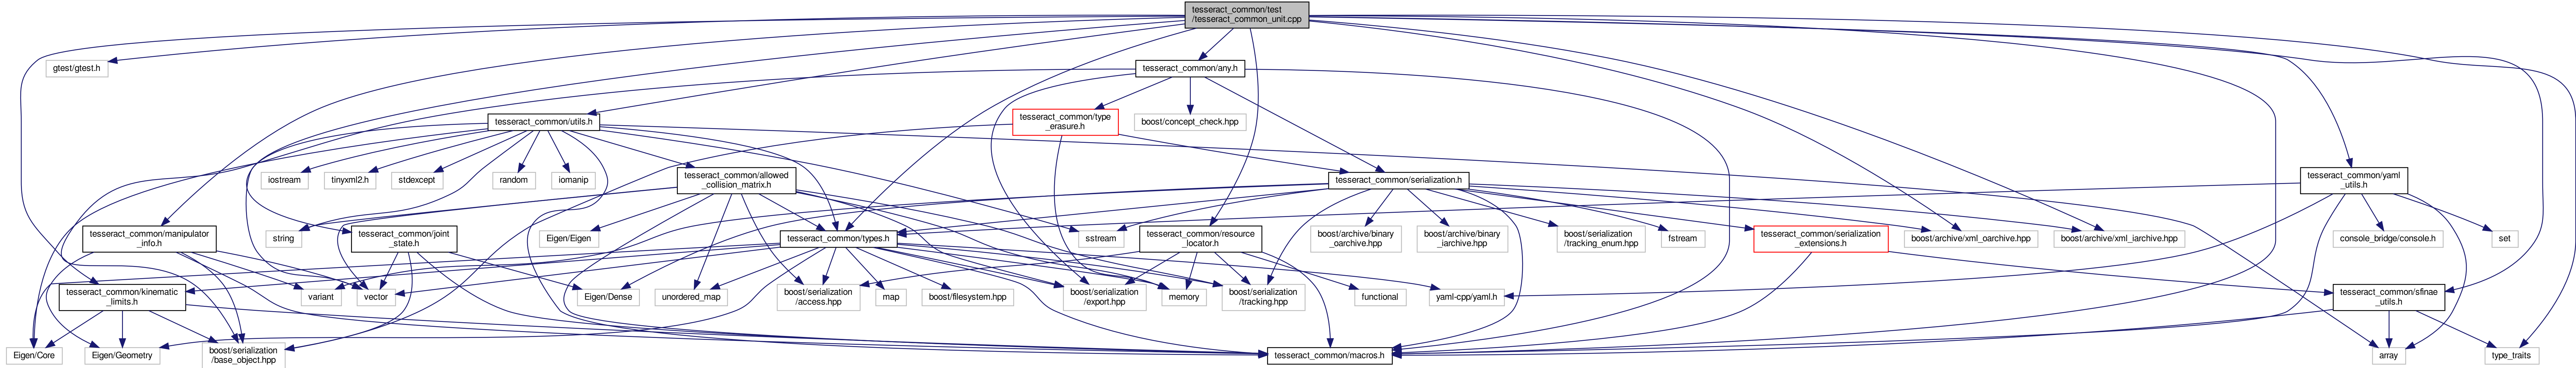 tesseract_common/test
/tesseract_common_unit.cpp
gtest/gtest.h
tesseract_common/any.h
tesseract_common/utils.h
tesseract_common/type
_erasure.h
boost/concept_check.hpp
iostream
tinyxml2.h
stdexcept
random
iomanip
tesseract_common/allowed
_collision_matrix.h
tesseract_common/serialization.h
tesseract_common/yaml
_utils.h
tesseract_common/manipulator
_info.h
string
tesseract_common/joint
_state.h
Eigen/Eigen
tesseract_common/types.h
sstream
tesseract_common/resource
_locator.h
boost/archive/binary
_oarchive.hpp
boost/archive/binary
_iarchive.hpp
boost/serialization
/tracking_enum.hpp
fstream
tesseract_common/serialization
_extensions.h
boost/archive/xml_oarchive.hpp
boost/archive/xml_iarchive.hpp
console_bridge/console.h
set
tesseract_common/kinematic
_limits.h
variant
vector
Eigen/Dense
unordered_map
boost/serialization
/access.hpp
map
boost/filesystem.hpp
boost/serialization
/export.hpp
memory
boost/serialization
/tracking.hpp
functional
yaml-cpp/yaml.h
tesseract_common/sfinae
_utils.h
Eigen/Core
Eigen/Geometry
boost/serialization
/base_object.hpp
tesseract_common/macros.h
array
type_traits